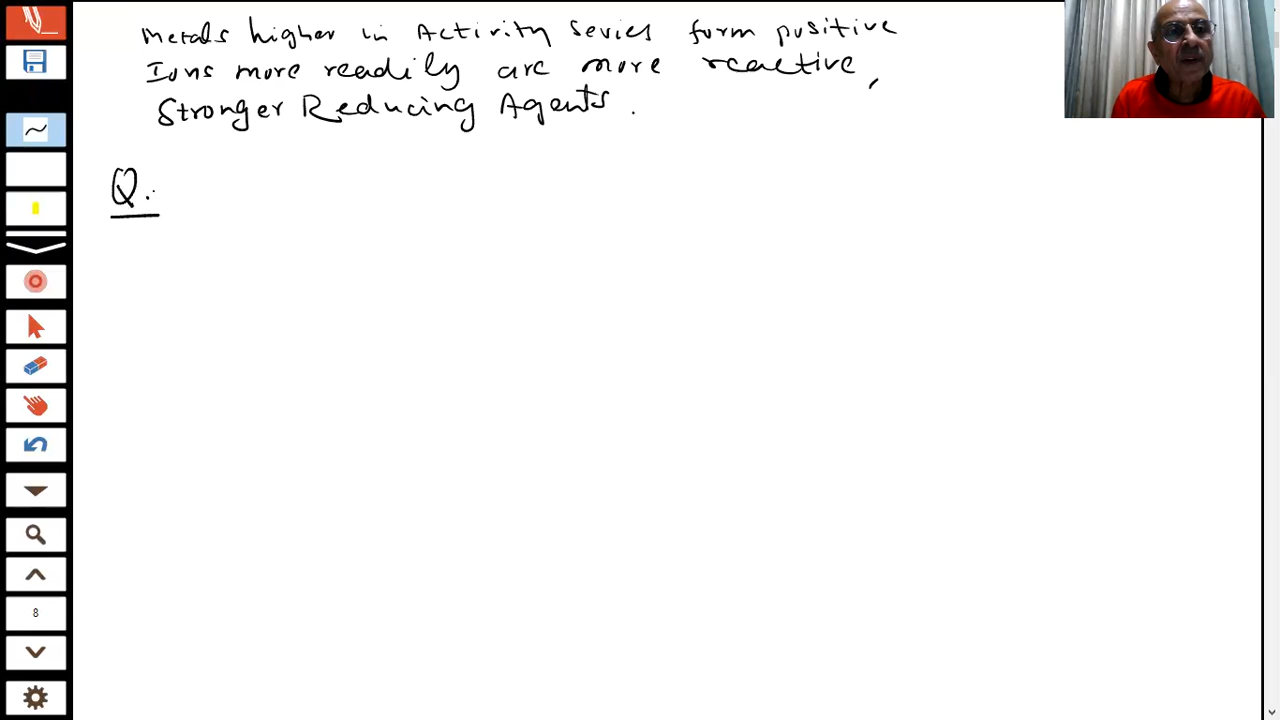 Metals higher in Activity Series form positive
Ions more readily are more reactive,
Stronger Reducing Agents.
Q.
8